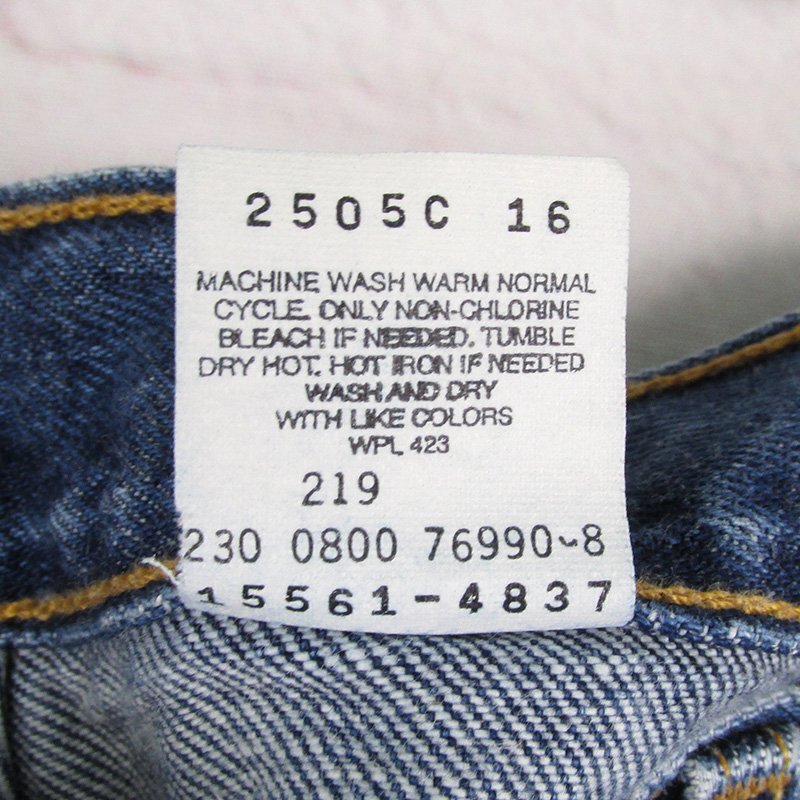 2505C 16
MACHINE WASH WARM NORMAL
CYCLE. ONLY NON-CHLORINE
BLEACH IF NEEDED. TUMBLE
DRY HOT. HOT IRON IF NEEDED
WASH AND DRY
WITH LIKE COLORS
WPL 423
219
230 0800 76990-8
15561-4837